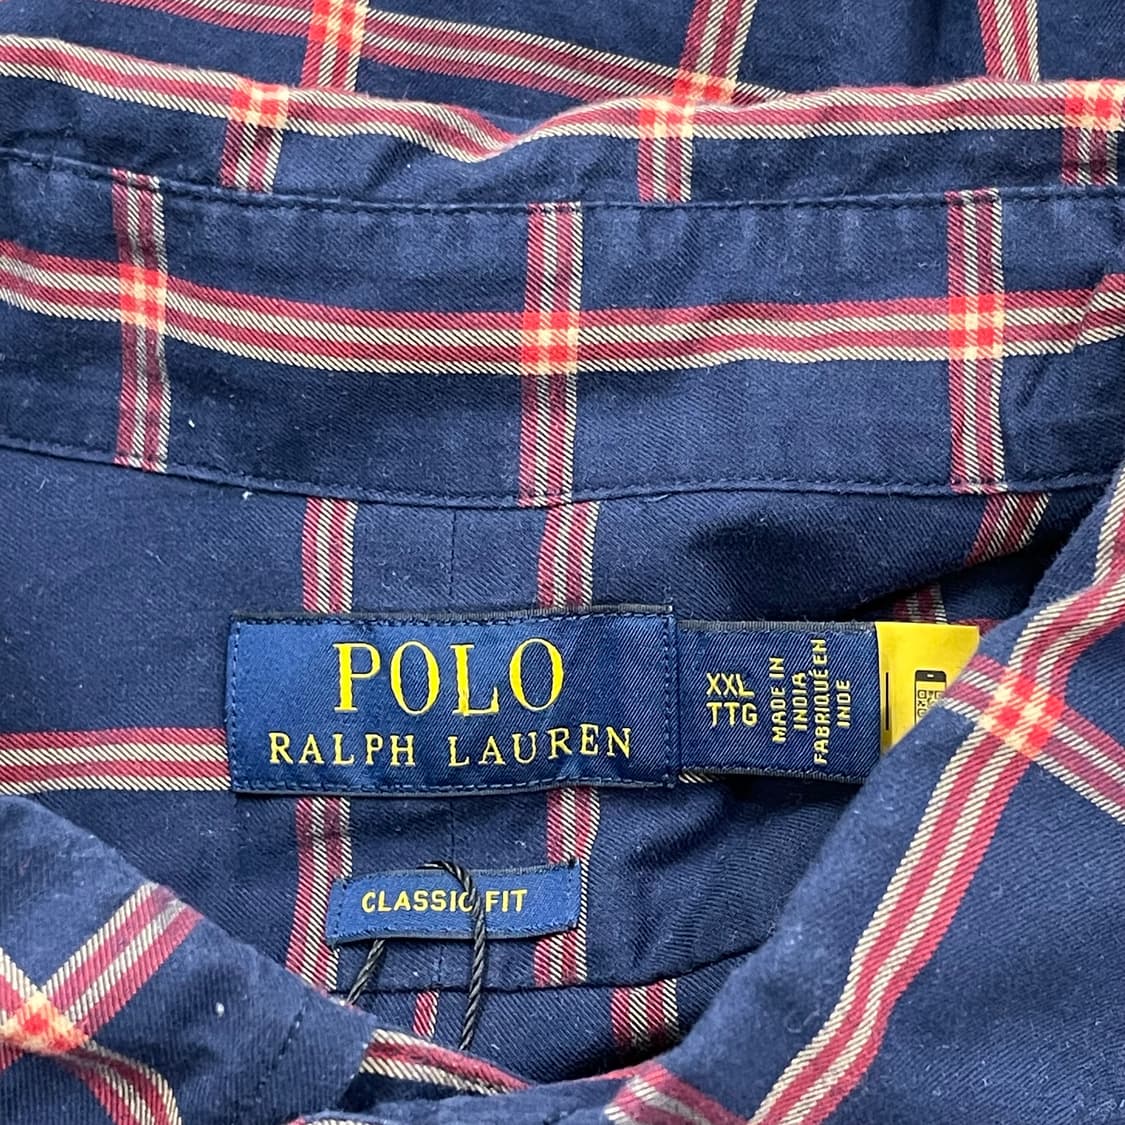 POLO
RALPH LAUREN
XXL
TTG
MADE IN
INDIA
FABRIQUÉ EN
INDE
CLASSIC FIT